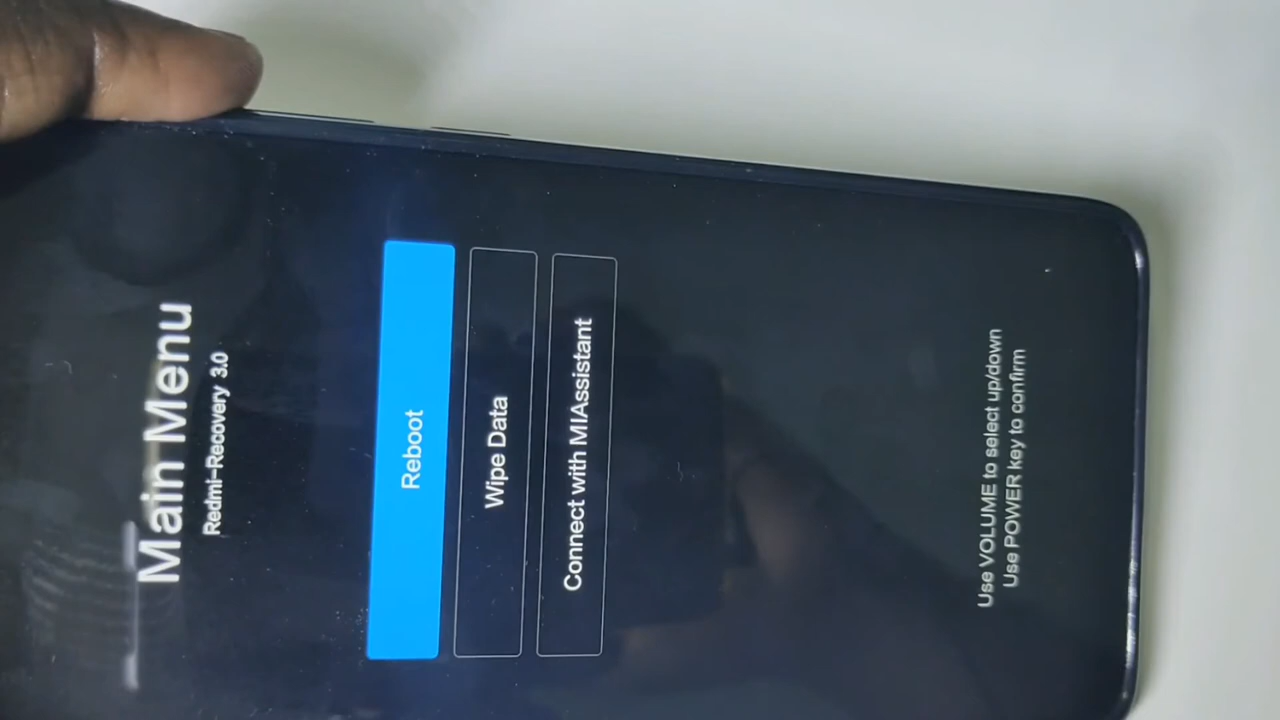 Main Menu
Redmi-Recovery 3.0
Reboot
Wipe Data
Connect with MIAssistant
Use VOLUME to select up/down
Use POWER key to confirm